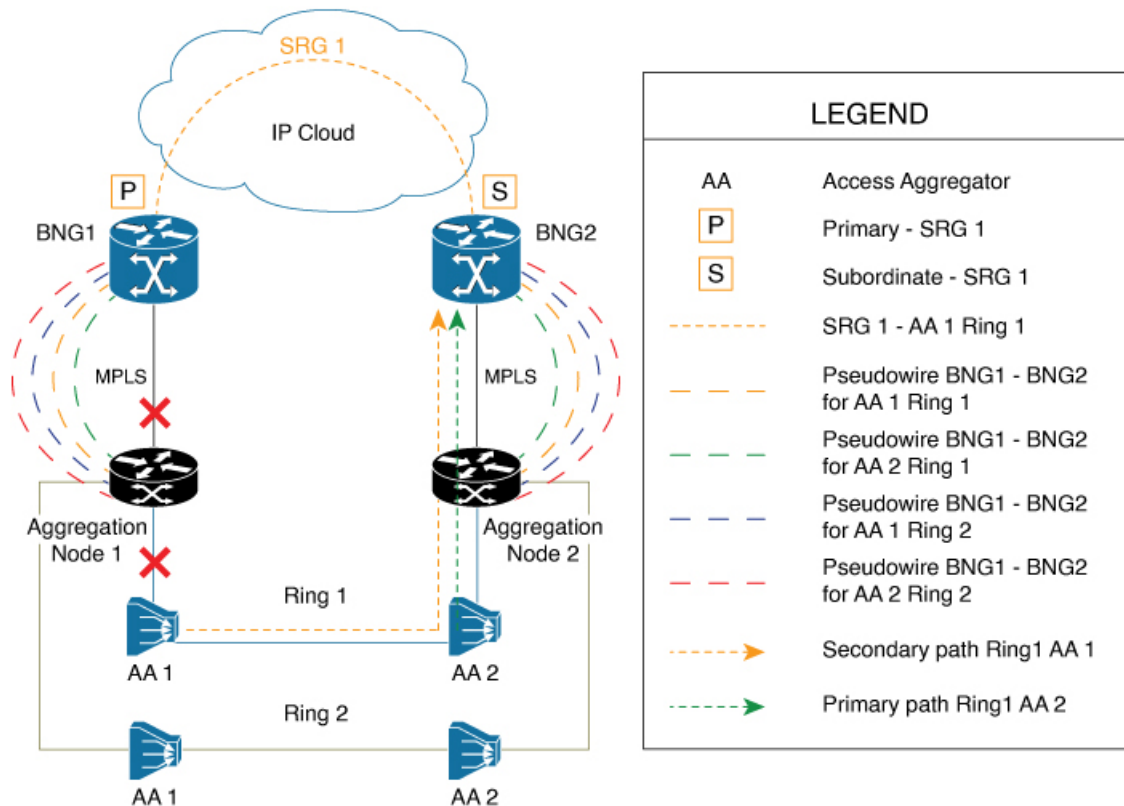 SRG 1
IP Cloud
P
S
BNG1
BNG2
MPLS
MPLS
Aggregation
Node 1
Aggregation
Node 2
Ring 1
AA 1
AA 2
Ring 2
AA 1
AA 2
LEGEND
AA
Access Aggregator
P
Primary - SRG 1
S
Subordinate - SRG 1
SRG 1 - AA 1 Ring 1
Pseudowire BNG1 - BNG2
for AA 1 Ring 1
Pseudowire BNG1 - BNG2
for AA 2 Ring 1
Pseudowire BNG1 - BNG2
for AA 1 Ring 2
Pseudowire BNG1 - BNG2
for AA 2 Ring 2
Secondary path Ring1 AA 1
Primary path Ring1 AA 2